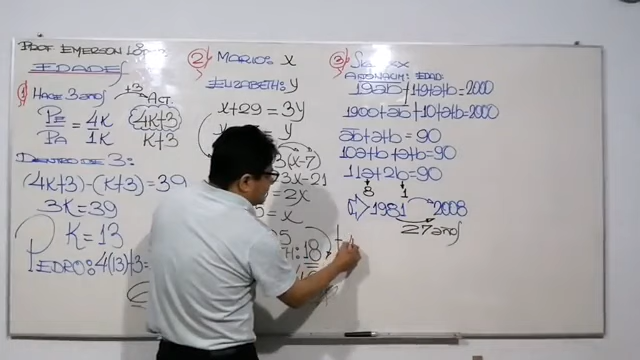 PROF EMERSON
EDADES
1 HACE 3 AÑOS +3 ACT.
PE/PA = 4K/1K 4K+3
K+3
DENTRO DE 3:
(4K+3)-(K+3)=39
3K=39
K=13
PEDRO: 4(13)+3=
2 MARIO: X
ELIZABETH: Y
X+29=3Y
=Y
3(X-7)
3X-21
=2X
=X
18
3
AÑONACIM: EDAD:
19ab+1+9+a+b=2000
1900+ab+10+a+b=2000
ab+a+b=90
10a+b+a+b=90
11a+2b=90
8 1
1981 2008
27 años